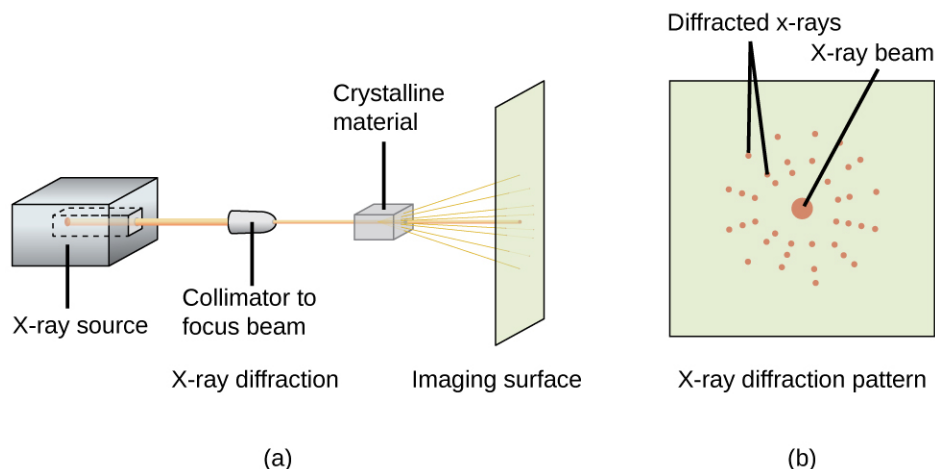 Crystalline
material
X-ray source
Collimator to
focus beam
X-ray diffraction
Imaging surface
(a)
Diffracted x-rays
X-ray beam
X-ray diffraction pattern
(b)